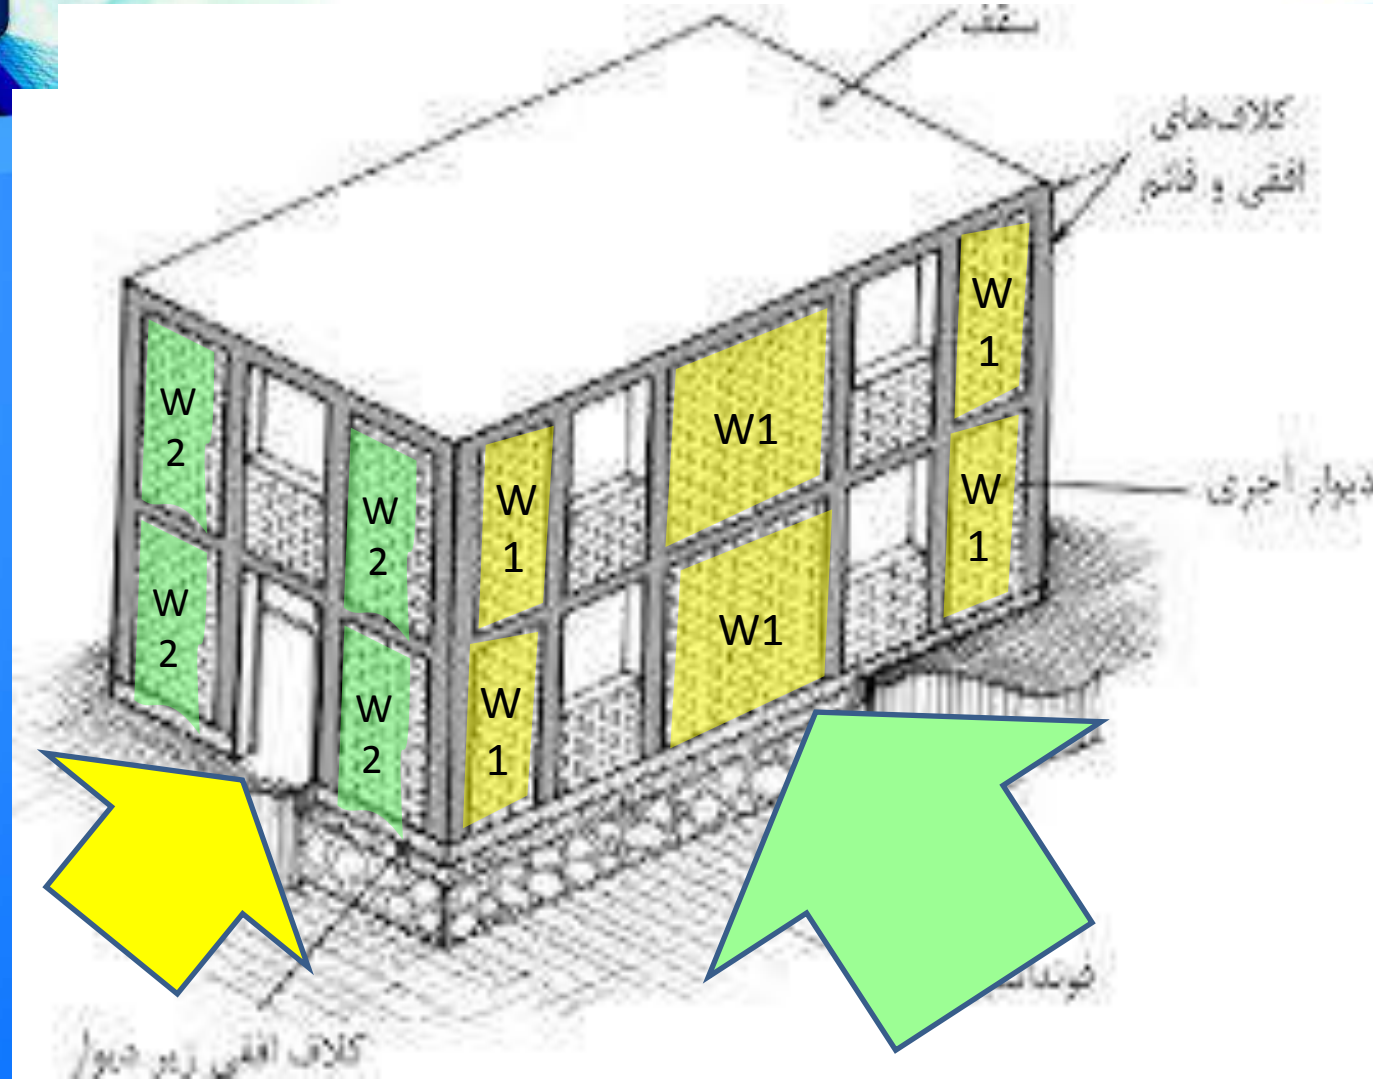 سقف
کلاف‌های
افقی و قائم
W
1
W
2
W1
W
1
W
2
W
1
دیوار آجری
W
2
W1
W
1
W
2
کلاف افقی زیر دیوار